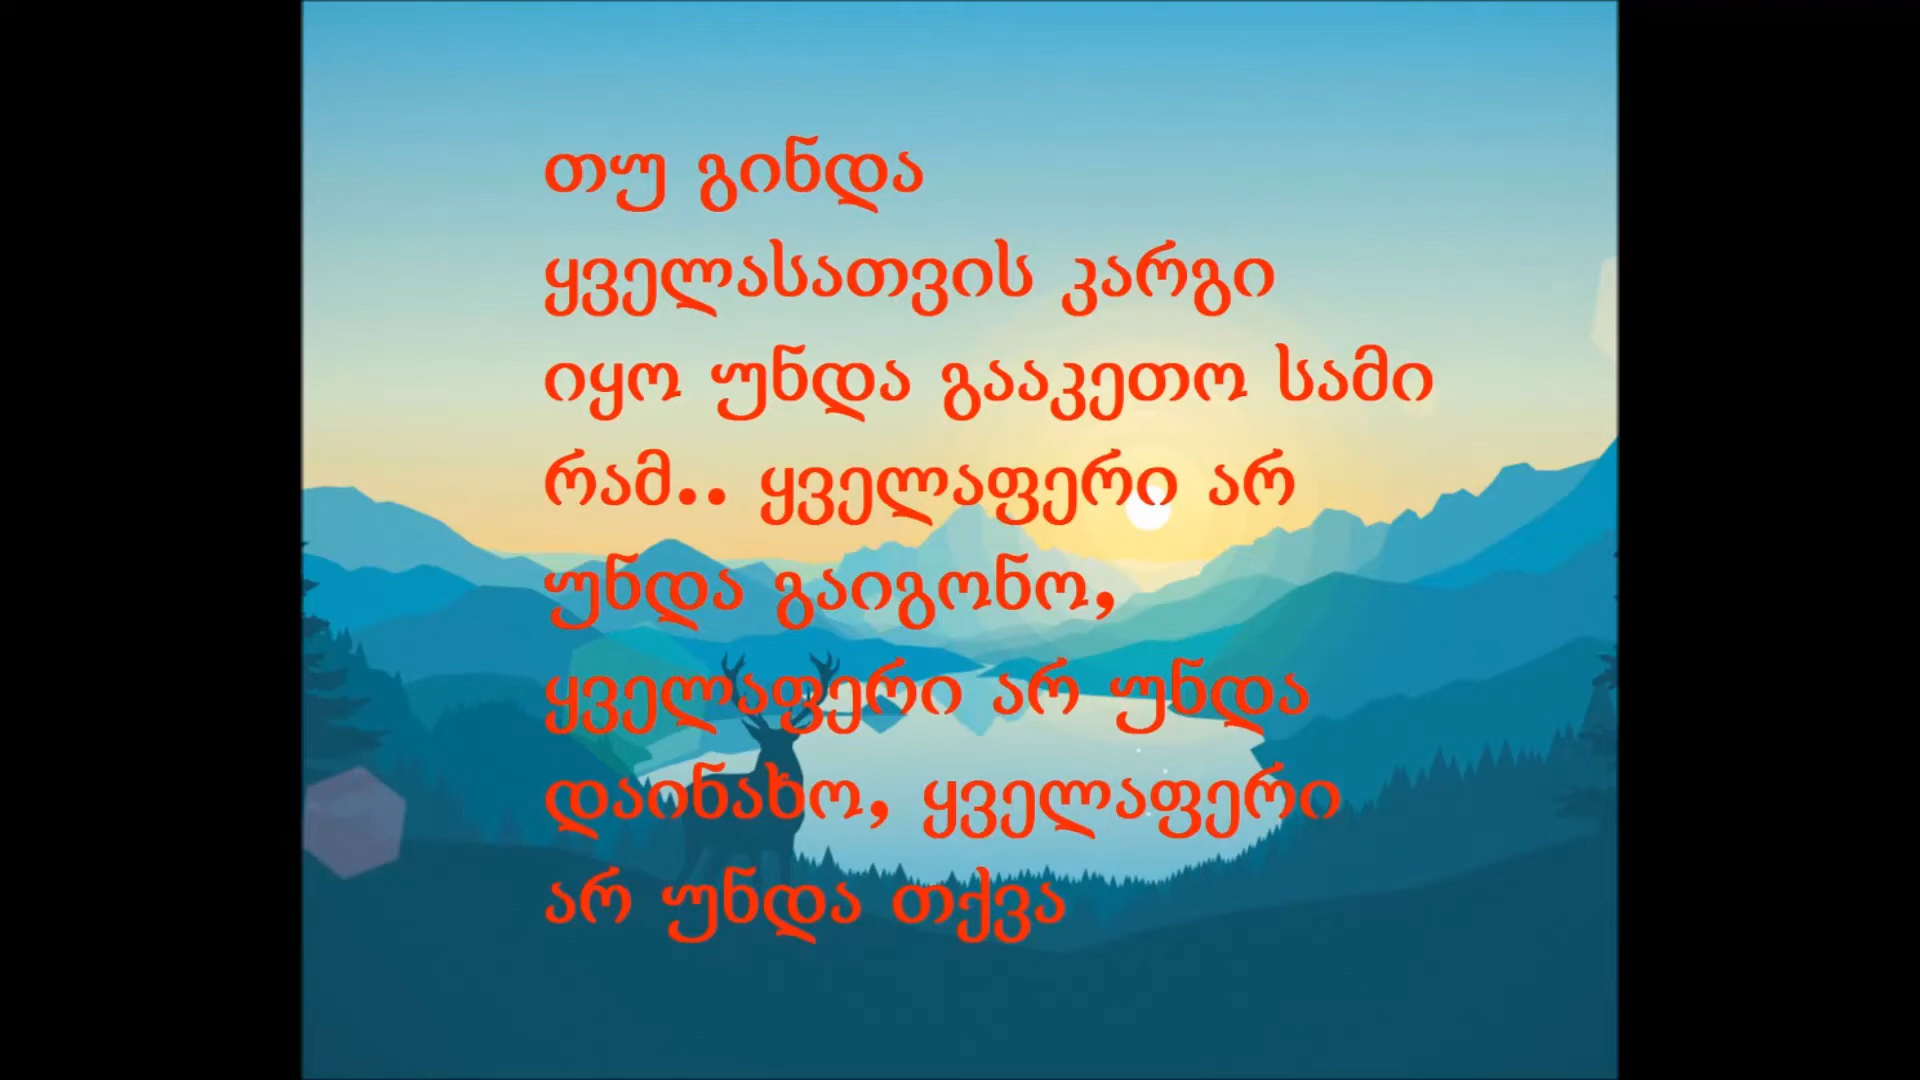 თუ გინდა
ყველასათვის კარგი
იყო უნდა გააკეთო სამი
რამ.. ყველაფერი არ
უნდა გაიგონო,
ყველაფერი არ უნდა
დაინახო, ყველაფერი
არ უნდა თქვა